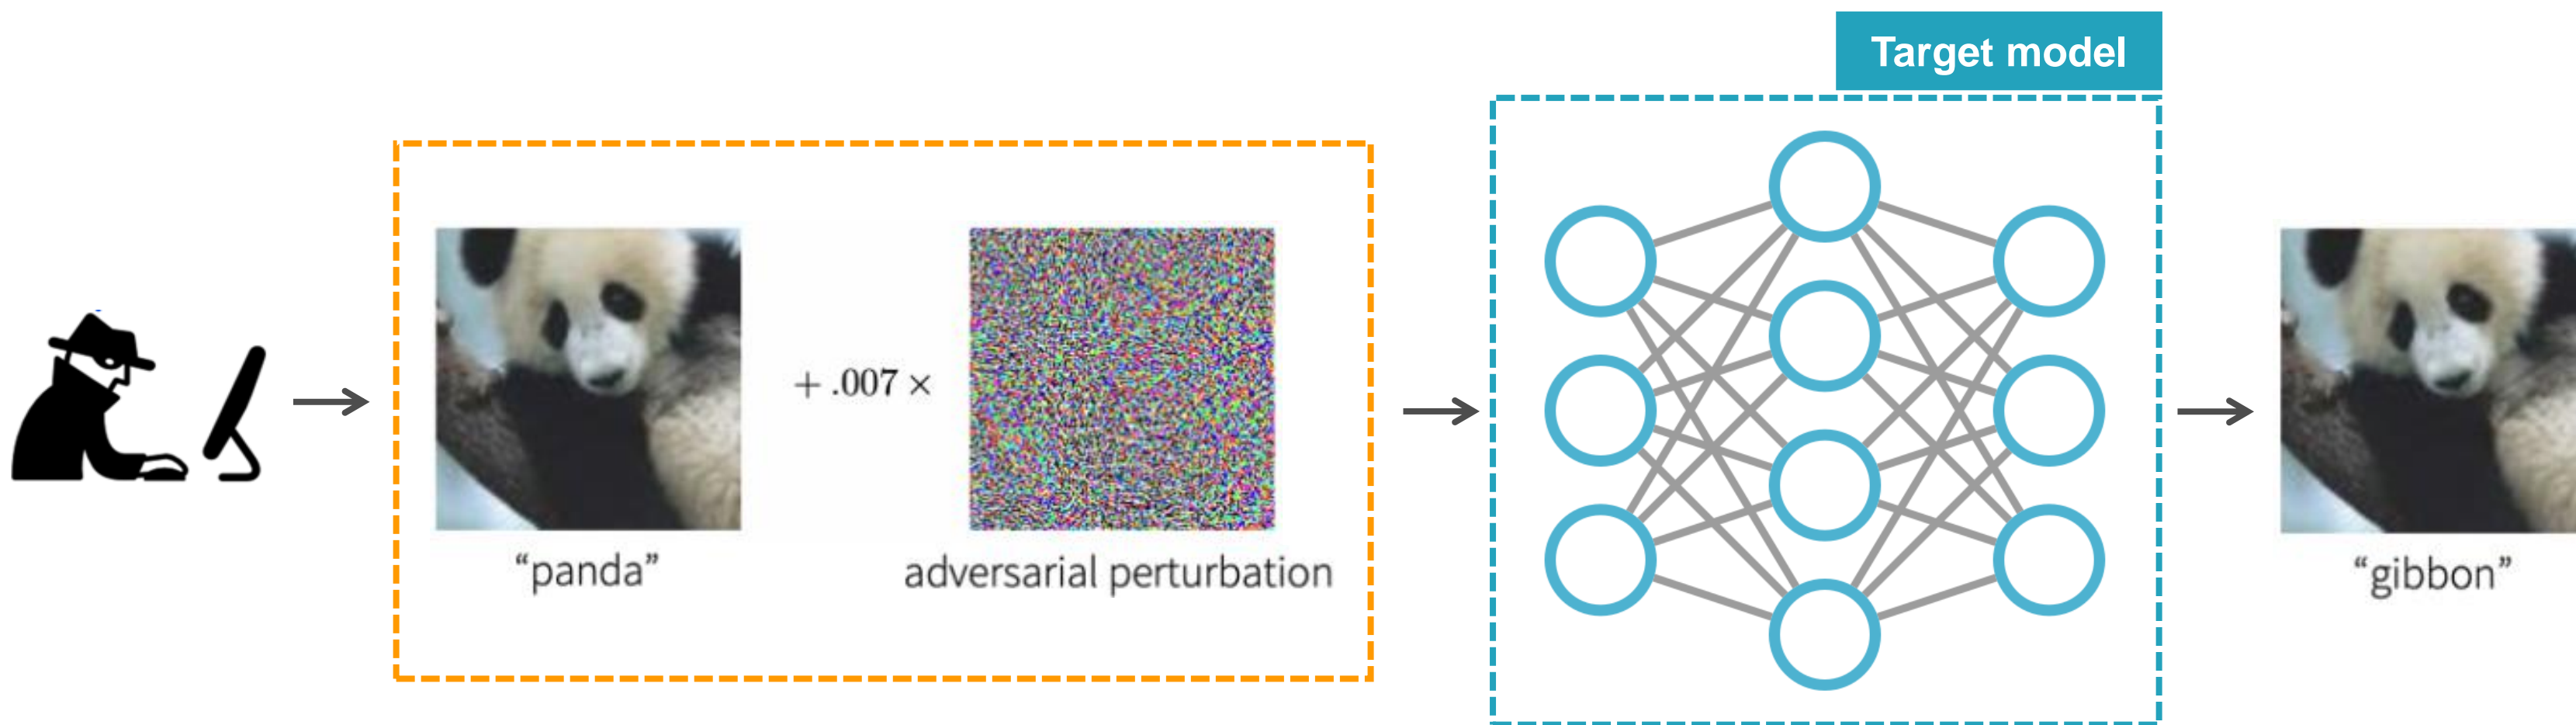 Target model
+ .007 ×
“panda”
adversarial perturbation
“gibbon”